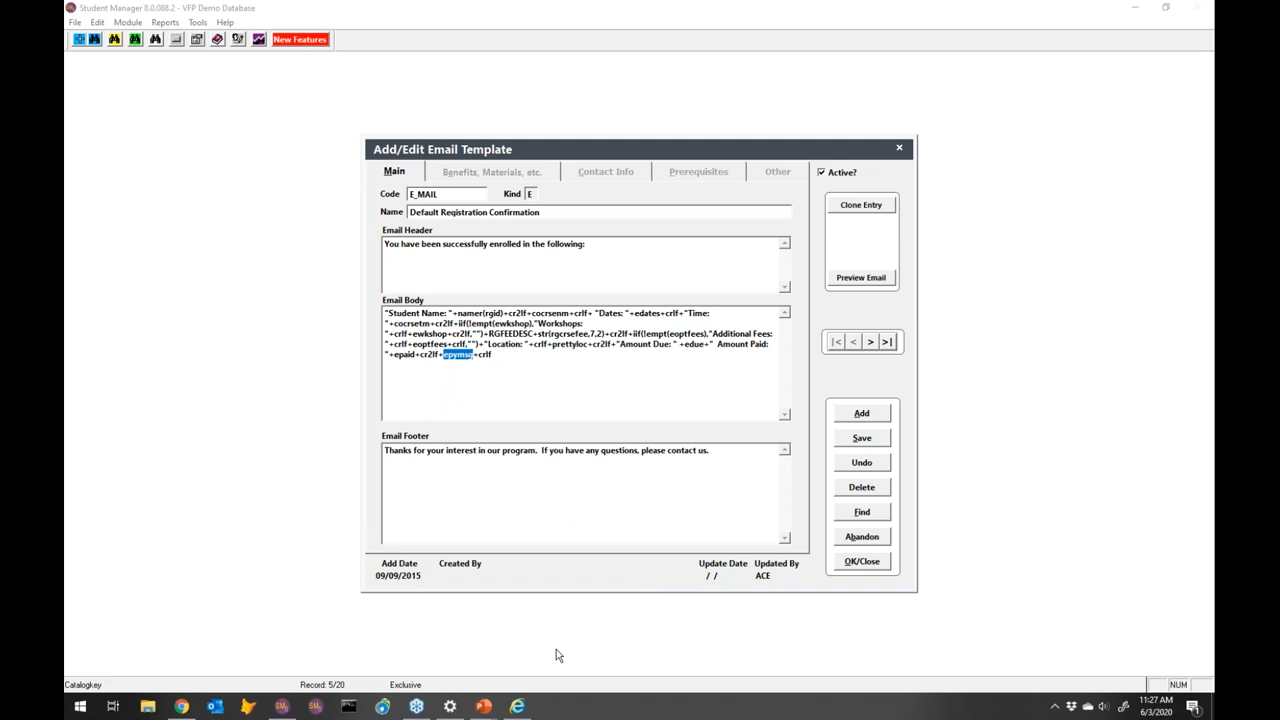 Student Manager 8.0.088.2 - VFP Demo Database
File Edit Module Reports Tools Help
New Features
Add/Edit Email Template
Main Benefits, Materials, etc. Contact Info Prerequisites Other
Active?
Code E_MAIL Kind E
Clone Entry
Name Default Registration Confirmation
Email Header
You have been successfully enrolled in the following:
Preview Email
Email Body
"Student Name: "+namer(rgid)+cr2lf+cocrsenm+crlf+ "Dates: "+edates+crlf+"Time:
"+cocrsetm+cr2lf+iif(!empt(ewkshop),"Workshops:
"+crlf+ewkshop+cr2lf,"")+RGFEEDESC+str(rgcrsefee,7,2)+cr2lf+iif(!empt(eoptfees),"Additional Fees:
"+crlf+eoptfees+crlf,"")+"Location: "+crlf+prettyloc+cr2lf+"Amount Due: " +edue+" Amount Paid:
"+epaid+cr2lf+epymsg+crlf
|< < > >|
Add
Save
Undo
Delete
Find
Abandon
OK/Close
Email Footer
Thanks for your interest in our program. If you have any questions, please contact us.
Add Date Created By Update Date Updated By
09/09/2015 / / ACE
Catalogkey Record: 5/20 Exclusive NUM
11:27 AM
6/3/2020